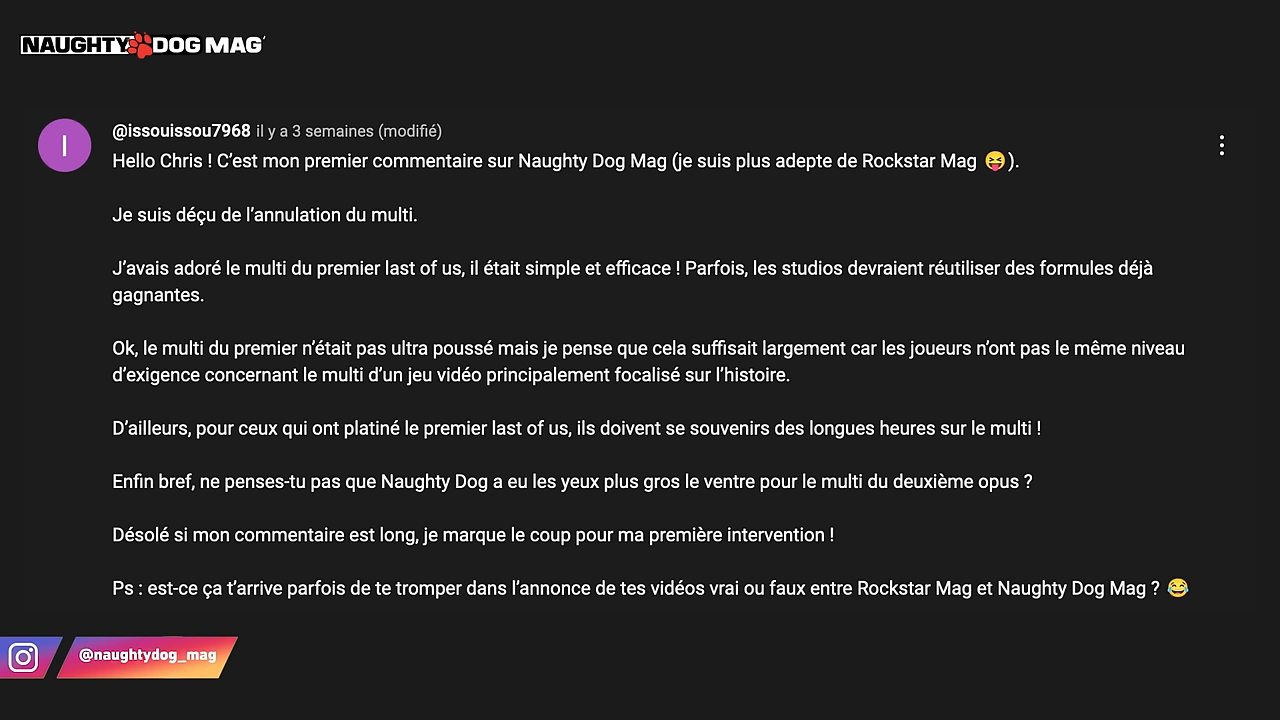 NAUGHTY DOG MAG'
@issouissou7968 il y a 3 semaines (modifié)
I
Hello Chris ! C’est mon premier commentaire sur Naughty Dog Mag (je suis plus adepte de Rockstar Mag 😝).
Je suis déçu de l’annulation du multi.
J’avais adoré le multi du premier last of us, il était simple et efficace ! Parfois, les studios devraient réutiliser des formules déjà
gagnantes.
Ok, le multi du premier n’était pas ultra poussé mais je pense que cela suffisait largement car les joueurs n’ont pas le même niveau
d’exigence concernant le multi d’un jeu vidéo principalement focalisé sur l’histoire.
D’ailleurs, pour ceux qui ont platiné le premier last of us, ils doivent se souvenirs des longues heures sur le multi !
Enfin bref, ne penses-tu pas que Naughty Dog a eu les yeux plus gros le ventre pour le multi du deuxième opus ?
Désolé si mon commentaire est long, je marque le coup pour ma première intervention !
Ps : est-ce ça t’arrive parfois de te tromper dans l’annonce de tes vidéos vrai ou faux entre Rockstar Mag et Naughty Dog Mag ? 😂
@naughtydog_mag